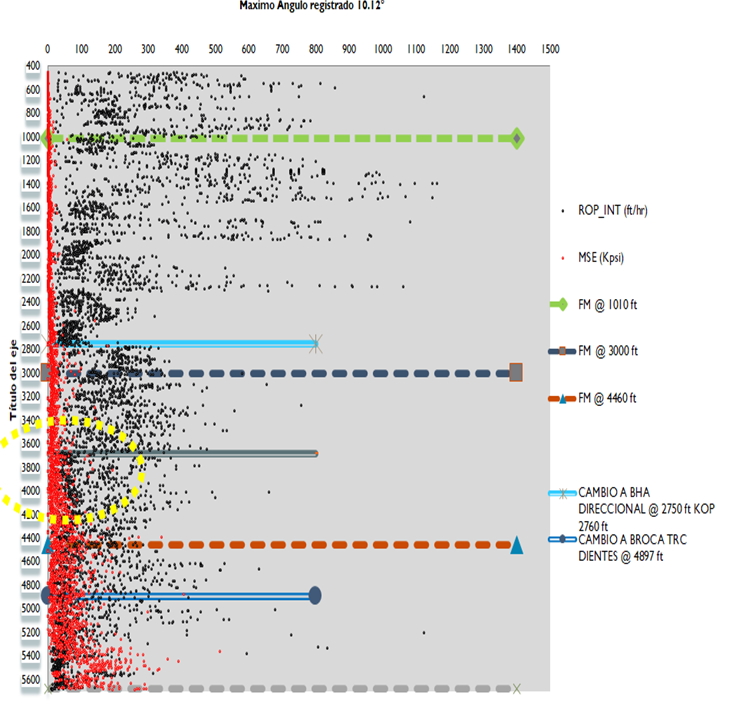 Maximo Angulo registrado 10.12°
0 100 200 300 400 500 600 700 800 900 1000 1100 1200 1300 1400 1500
400
600
800
1000
1200
1400
1600
1800
2000
2200
2400
2600
2800
3000
3200
3400
3600
3800
4000
4200
4400
4600
4800
5000
5200
5400
5600
Título del eje
ROP_INT (ft/hr)
MSE (Kpsi)
FM @ 1010 ft
FM @ 3000 ft
FM @ 4460 ft
CAMBIO A BHA
DIRECCIONAL @ 2750 ft KOP
2760 ft
CAMBIO A BROCA TRC
DIENTES @ 4897 ft